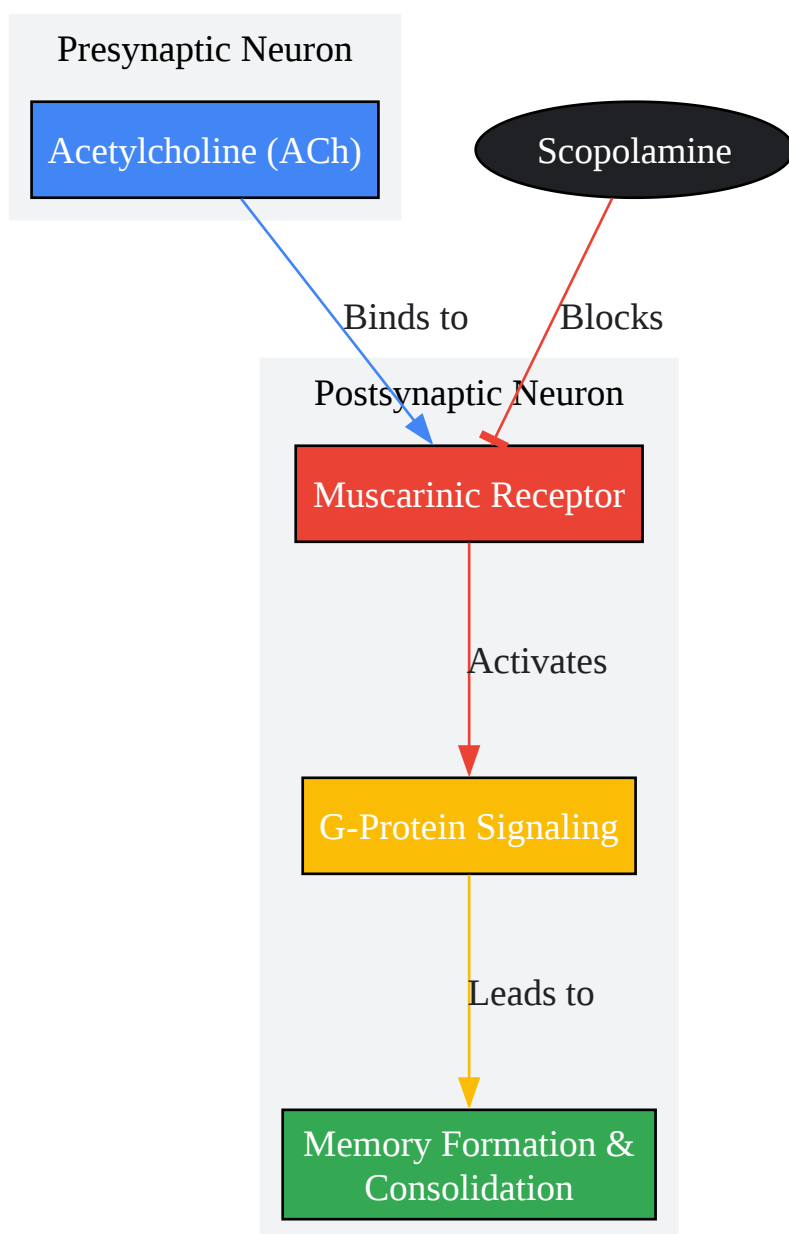 Presynaptic Neuron
Acetylcholine (ACh)
Scopolamine
Binds to
Blocks
Postsynaptic Neuron
Muscarinic Receptor
Activates
G-Protein Signaling
Leads to
Memory Formation &
Consolidation